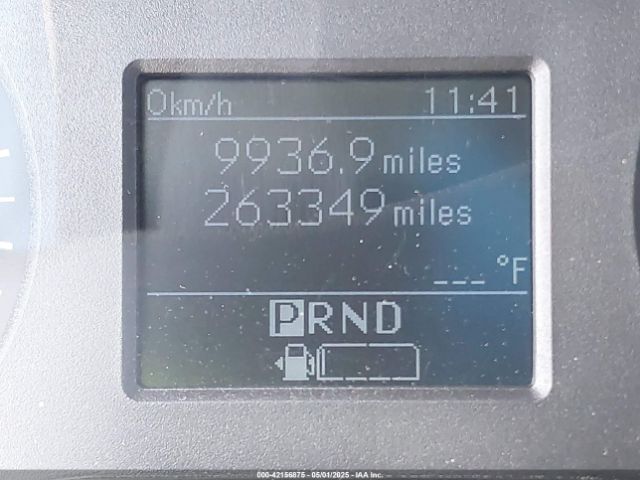 0km/h 11:41
9936.9 miles
263349 miles
--- °F
PRND
000-42156875 - 05/01/2025 - IAA Inc.